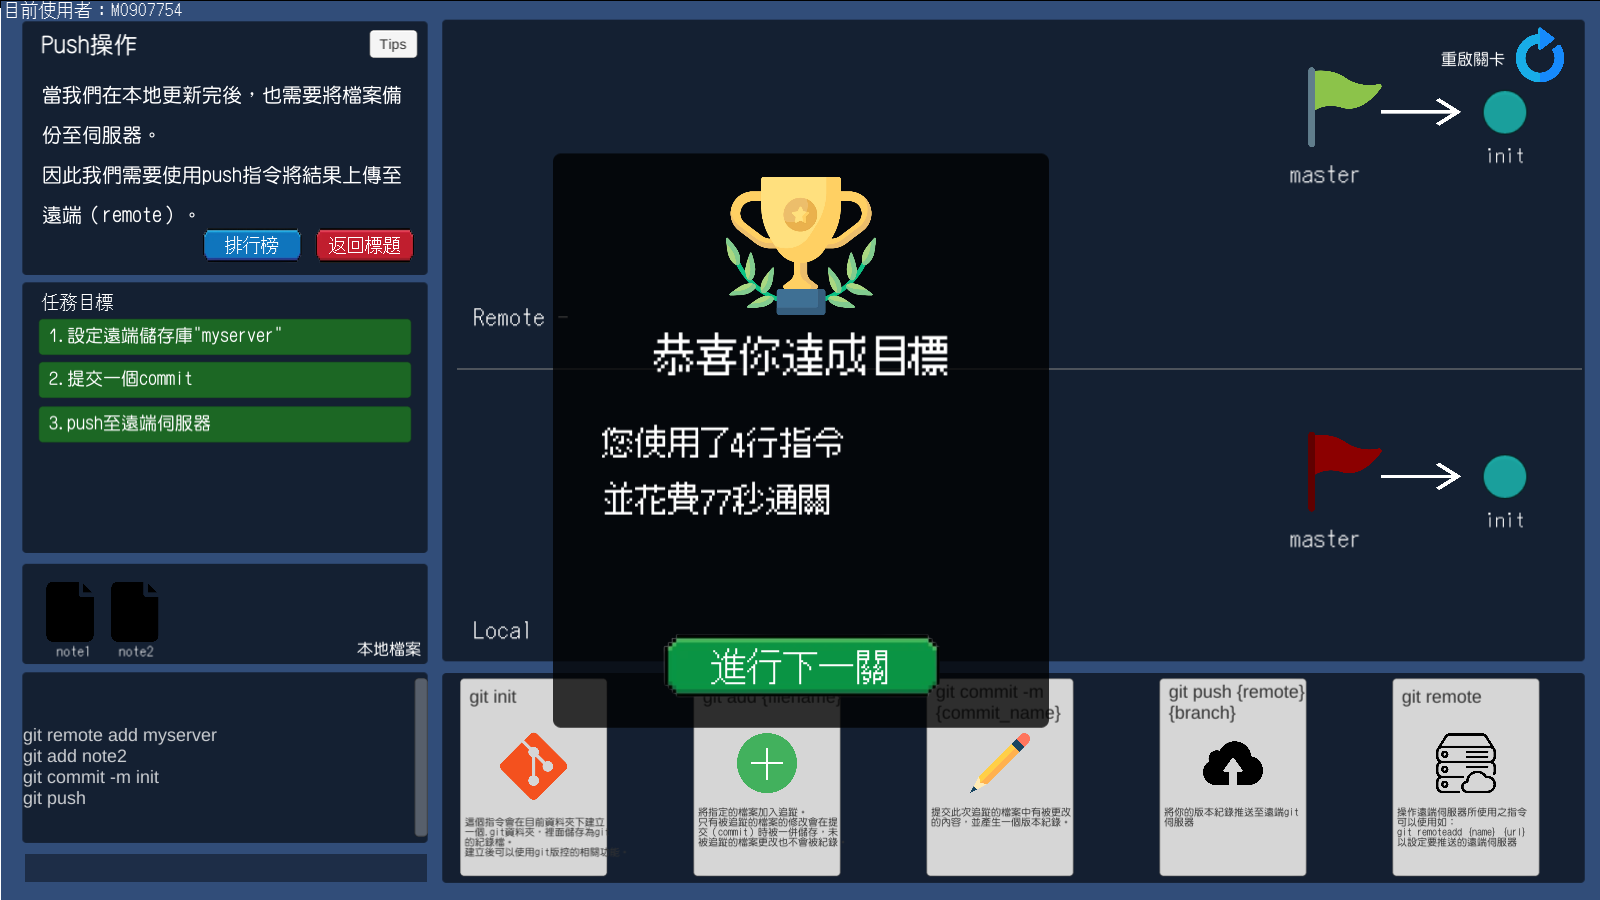 目前使用者：M0907754
Push操作
Tips
當我們在本地更新完後，也需要將檔案備
份至伺服器。
因此我們需要使用push指令將結果上傳至
遠端（remote）。
排行榜
返回標題
任務目標
1.設定遠端儲存庫"myserver"
2.提交一個commit
3.push至遠端伺服器
note1
note2
本地檔案
git remote add myserver
git add note2
git commit -m init
git push
重啟關卡
master
init
Remote
master
init
Local
恭喜你達成目標
您使用了4行指令
並花費77秒通關
進行下一關
git init
這個指令會在目前資料夾下建立
一個.git資料夾，裡面儲存為git
的紀錄檔。
建立後可以使用git版控的相關功能。
git add {filename}
將指定的檔案加入追蹤。
只有被追蹤的檔案的修改會在提
交（commit）時被一併儲存，未
被追蹤的檔案更改也不會被紀錄
git commit -m
{commit_name}
提交此次追蹤的檔案中有被更改
的內容，並產生一個版本紀錄。
git push {remote}
{branch}
將你的版本紀錄推送至遠端git
伺服器
git remote
操作遠端伺服器所使用之指令
可以使用如：
git remoteadd {name} {url}
以設定要推送的遠端伺服器